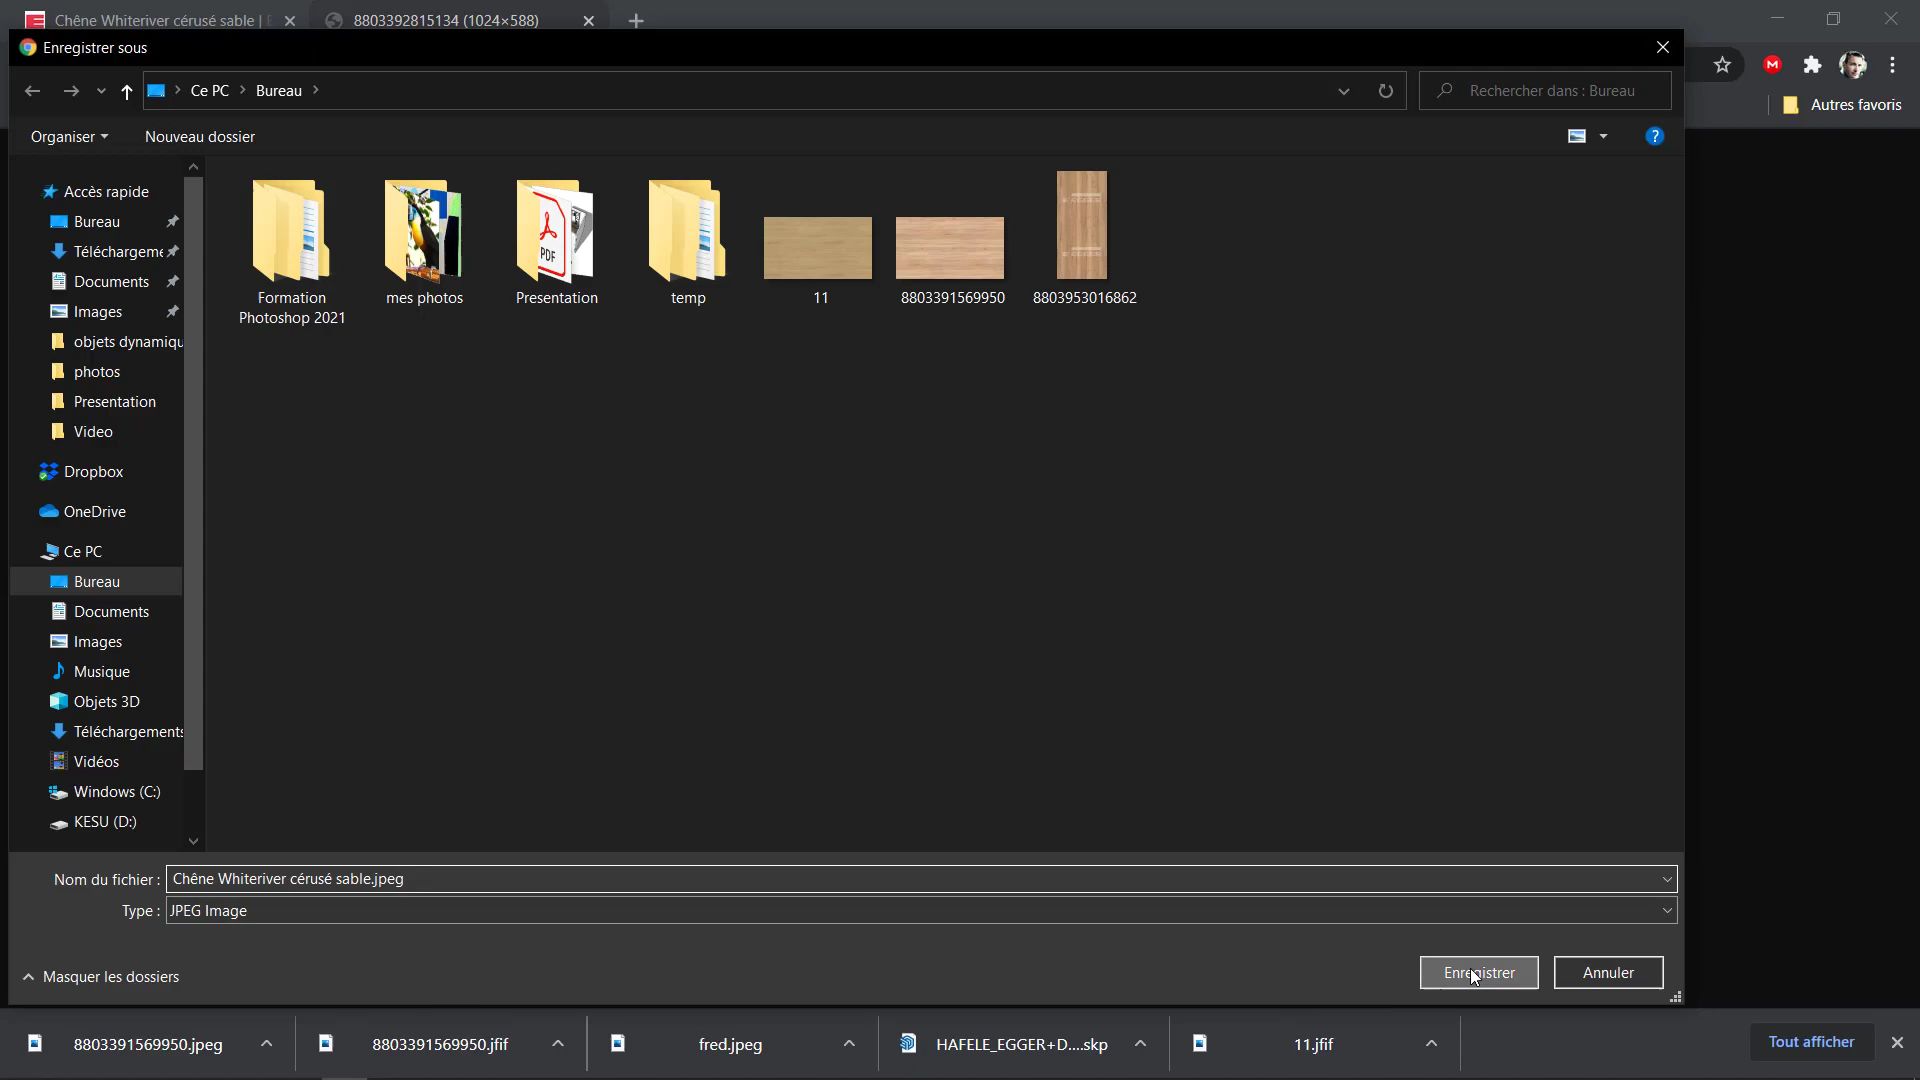 Chêne Whiteriver cérusé sable |
8803392815134 (1024×588)
Enregistrer sous
Ce PC
Bureau
Rechercher dans : Bureau
Autres favoris
Organiser
Nouveau dossier
Accès rapide
Bureau
Téléchargeme
Documents
Images
objets dynamiqu
photos
Presentation
Video
Dropbox
OneDrive
Ce PC
Bureau
Documents
Images
Musique
Objets 3D
Téléchargements
Vidéos
Windows (C:)
KESU (D:)
Formation
Photoshop 2021
mes photos
PDF
Presentation
temp
11
8803391569950
8803953016862
Nom du fichier : Chêne Whiteriver cérusé sable.jpeg
Type : JPEG Image
Masquer les dossiers
Enregistrer
Annuler
8803391569950.jpeg
8803391569950.jfif
fred.jpeg
HAFELE_EGGER+D....skp
11.jfif
Tout afficher